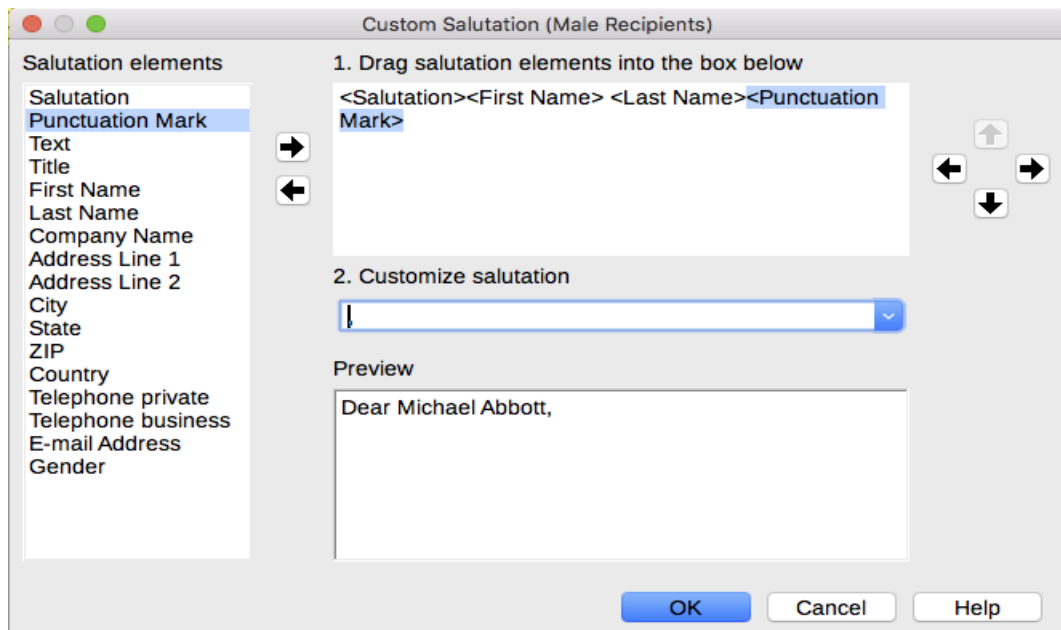 Custom Salutation (Male Recipients)
Salutation elements
Salutation
Punctuation Mark
Text
Title
First Name
Last Name
Company Name
Address Line 1
Address Line 2
City
State
ZIP
Country
Telephone private
Telephone business
E-mail Address
Gender
1. Drag salutation elements into the box below
<Salutation><First Name> <Last Name><Punctuation
Mark>
2. Customize salutation
,
Preview
Dear Michael Abbott,
OK
Cancel
Help